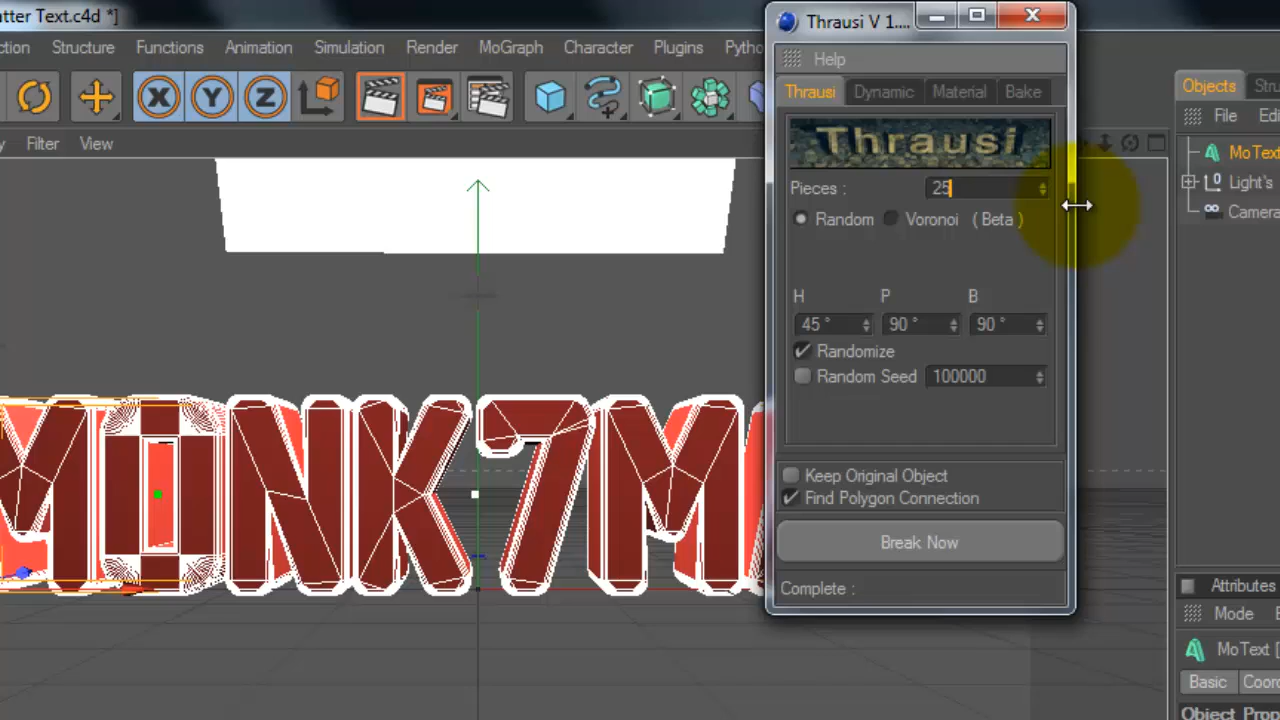 tter Text.c4d *]
Thrausi V 1....
ction Structure Functions Animation Simulation Render MoGraph Character Plugins Pytho
Help
Thrausi Dynamic Material Bake
Objects Stru
X Y Z
File Edi
y Filter View
Thrausi
MoText
Pieces : 25
Light's
Random Voronoi ( Beta )
Camera
H P B
45 ° 90 ° 90 °
Randomize
Random Seed 100000
MONK7M
Keep Original Object
Find Polygon Connection
Break Now
Complete :
Attributes
Mode E
MoText [
Basic Coord
Object Prop